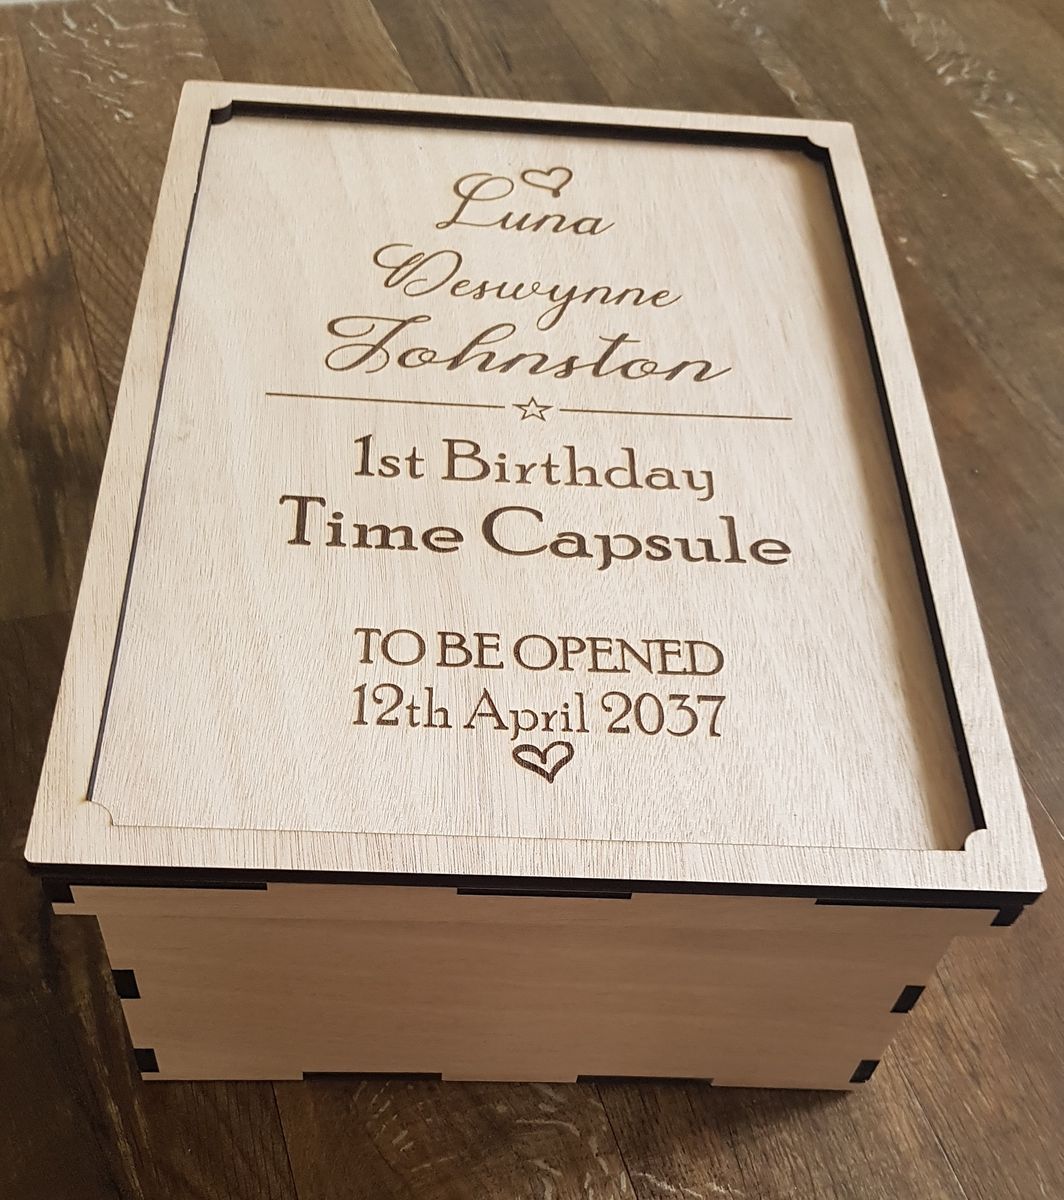 Luna
Deswynne
Johnston
1st Birthday
Time Capsule
TO BE OPENED
12th April 2037